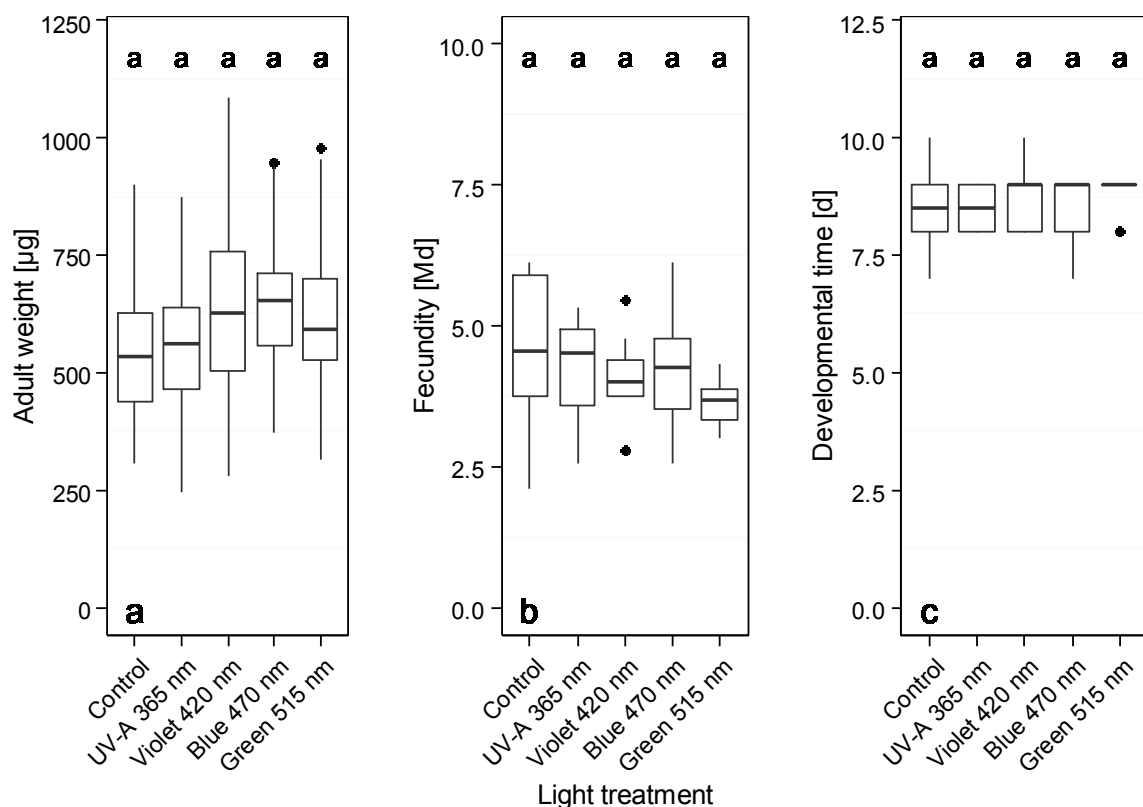 Adult weight [µg]
1250
1000
750
500
250
0
a a a a a
a
Control
UV-A 365 nm
Violet 420 nm
Blue 470 nm
Green 515 nm
Fecundity [Md]
10.0
7.5
5.0
2.5
0.0
a a a a a
b
Control
UV-A 365 nm
Violet 420 nm
Blue 470 nm
Green 515 nm
Developmental time [d]
12.5
10.0
7.5
5.0
2.5
0.0
a a a a a
c
Control
UV-A 365 nm
Violet 420 nm
Blue 470 nm
Green 515 nm
Light treatment